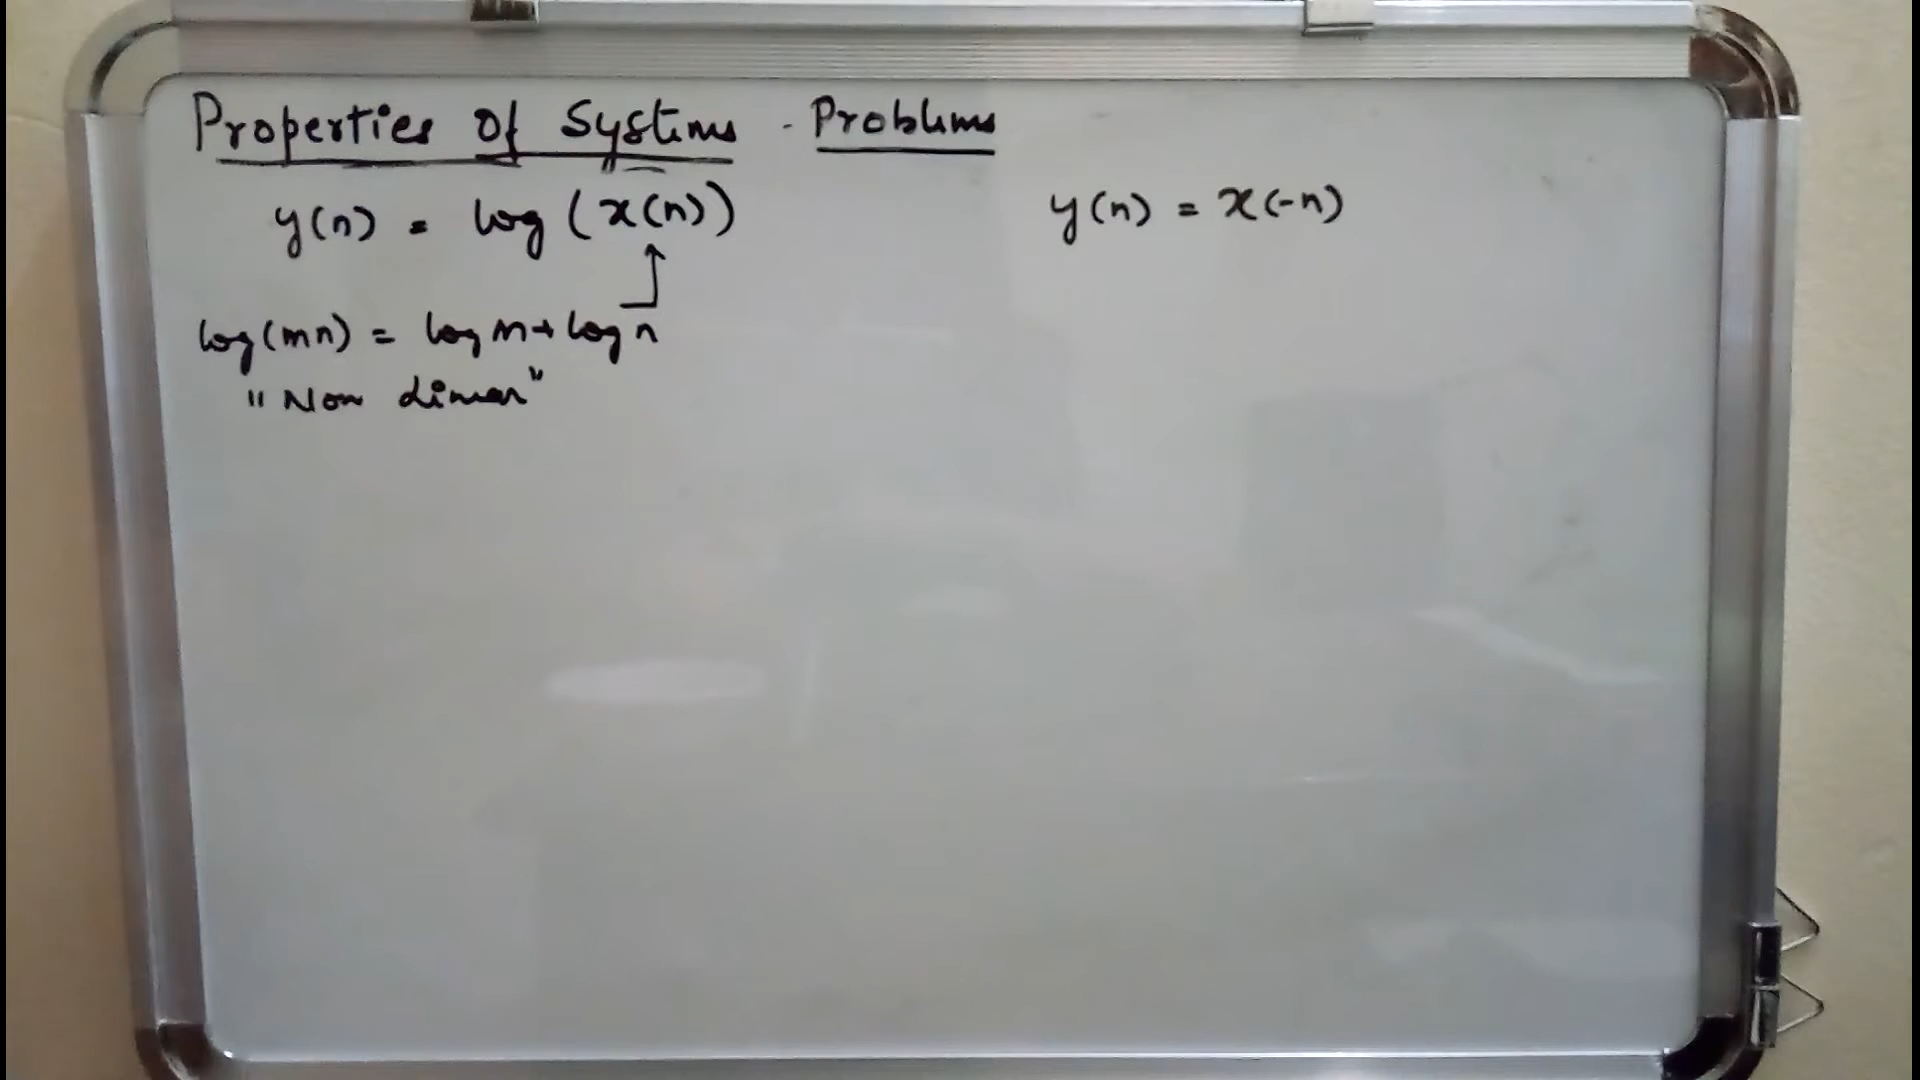 Properties of Systems - Problems
y(n) = log (x(n))
log(mn) = log m + log n
"Non Linear"
y(n) = x(-n)